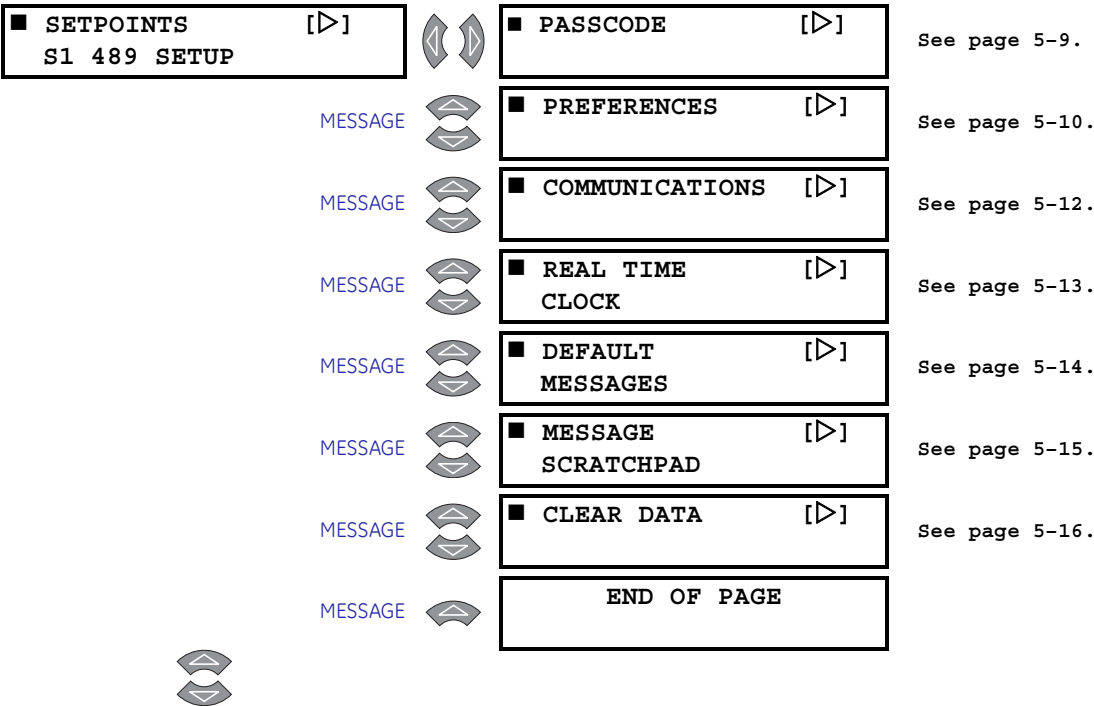 ■ SETPOINTS [▷]
S1 489 SETUP
■ PASSCODE [▷]
See page 5-9.
MESSAGE
■ PREFERENCES [▷]
See page 5-10.
MESSAGE
■ COMMUNICATIONS [▷]
See page 5-12.
MESSAGE
■ REAL TIME [▷]
CLOCK
See page 5-13.
MESSAGE
■ DEFAULT [▷]
MESSAGES
See page 5-14.
MESSAGE
■ MESSAGE [▷]
SCRATCHPAD
See page 5-15.
MESSAGE
■ CLEAR DATA [▷]
See page 5-16.
MESSAGE
END OF PAGE